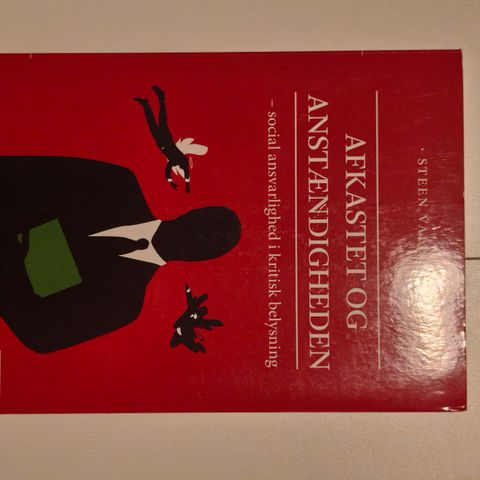 · STEEN
AFKASTET OG
ANSTÆNDIGHEDEN
– social ansvarlighed i kritisk belysning